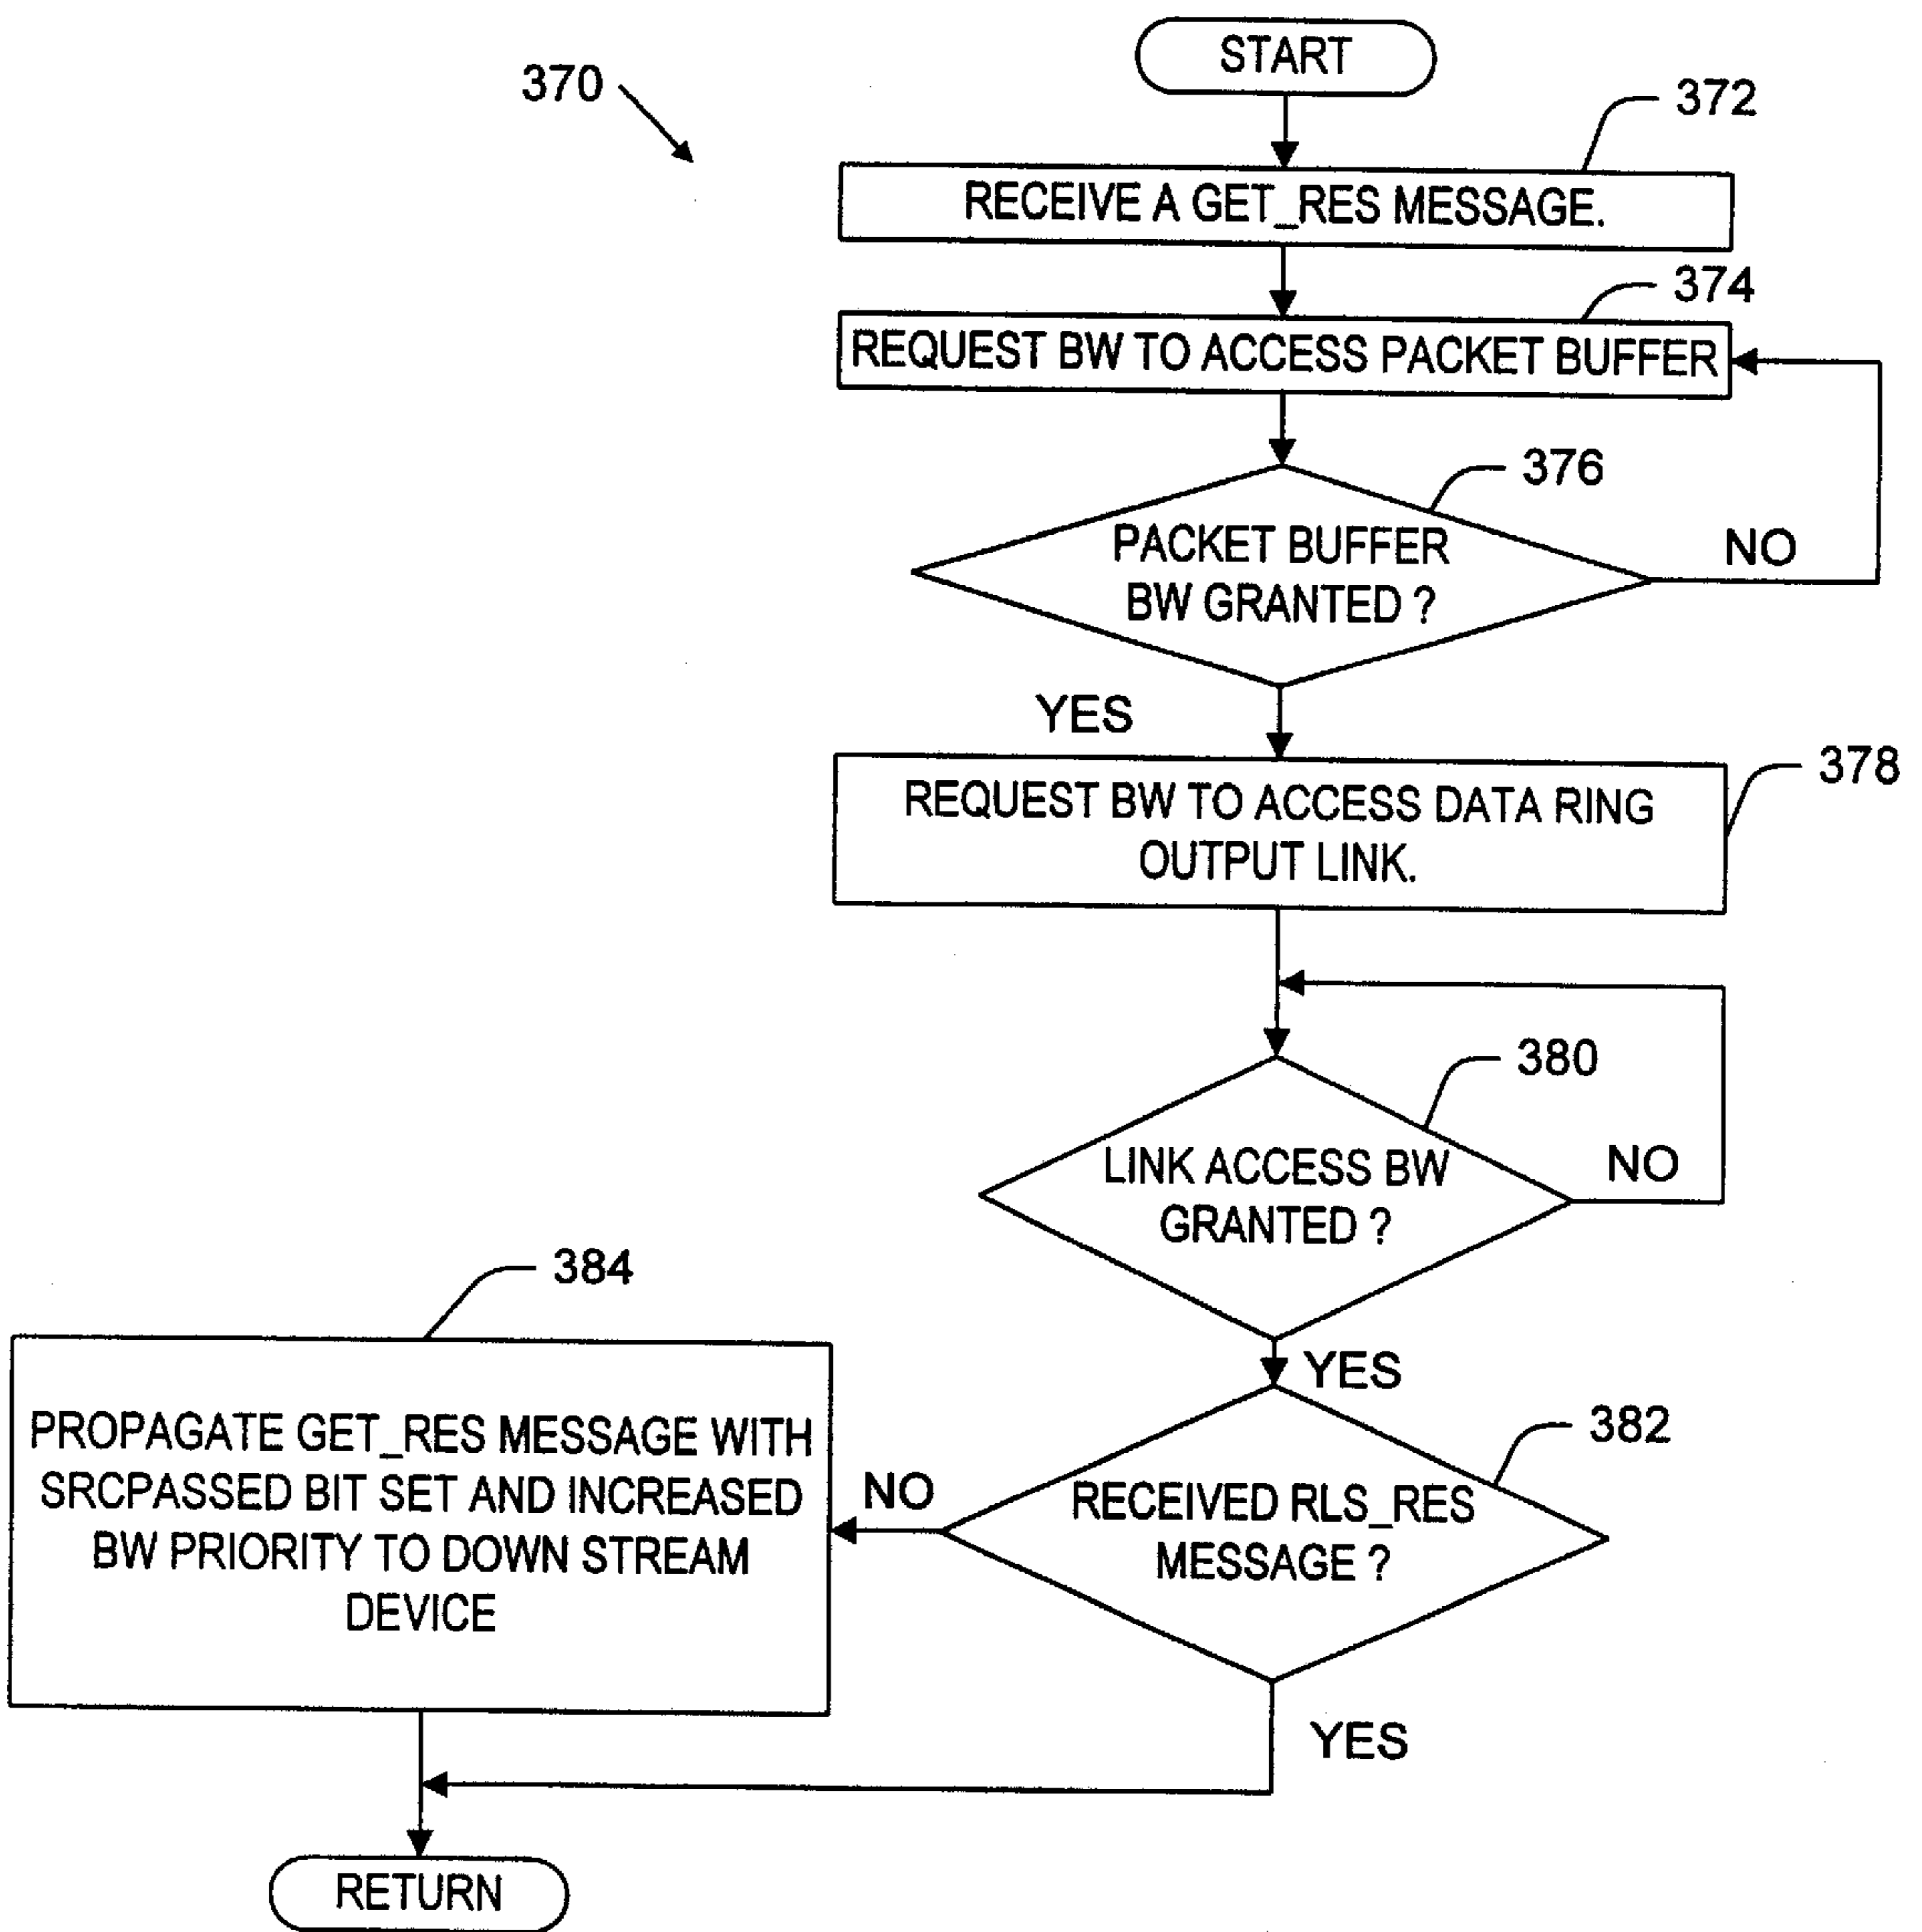 START
370
372
RECEIVE A GET_RES MESSAGE.
374
REQUEST BW TO ACCESS PACKET BUFFER
376
PACKET BUFFER
BW GRANTED ?
NO
YES
378
REQUEST BW TO ACCESS DATA RING
OUTPUT LINK.
380
LINK ACCESS BW
GRANTED ?
NO
YES
384
PROPAGATE GET_RES MESSAGE WITH
SRCPASSED BIT SET AND INCREASED
BW PRIORITY TO DOWN STREAM
DEVICE
NO
382
RECEIVED RLS_RES
MESSAGE ?
YES
RETURN